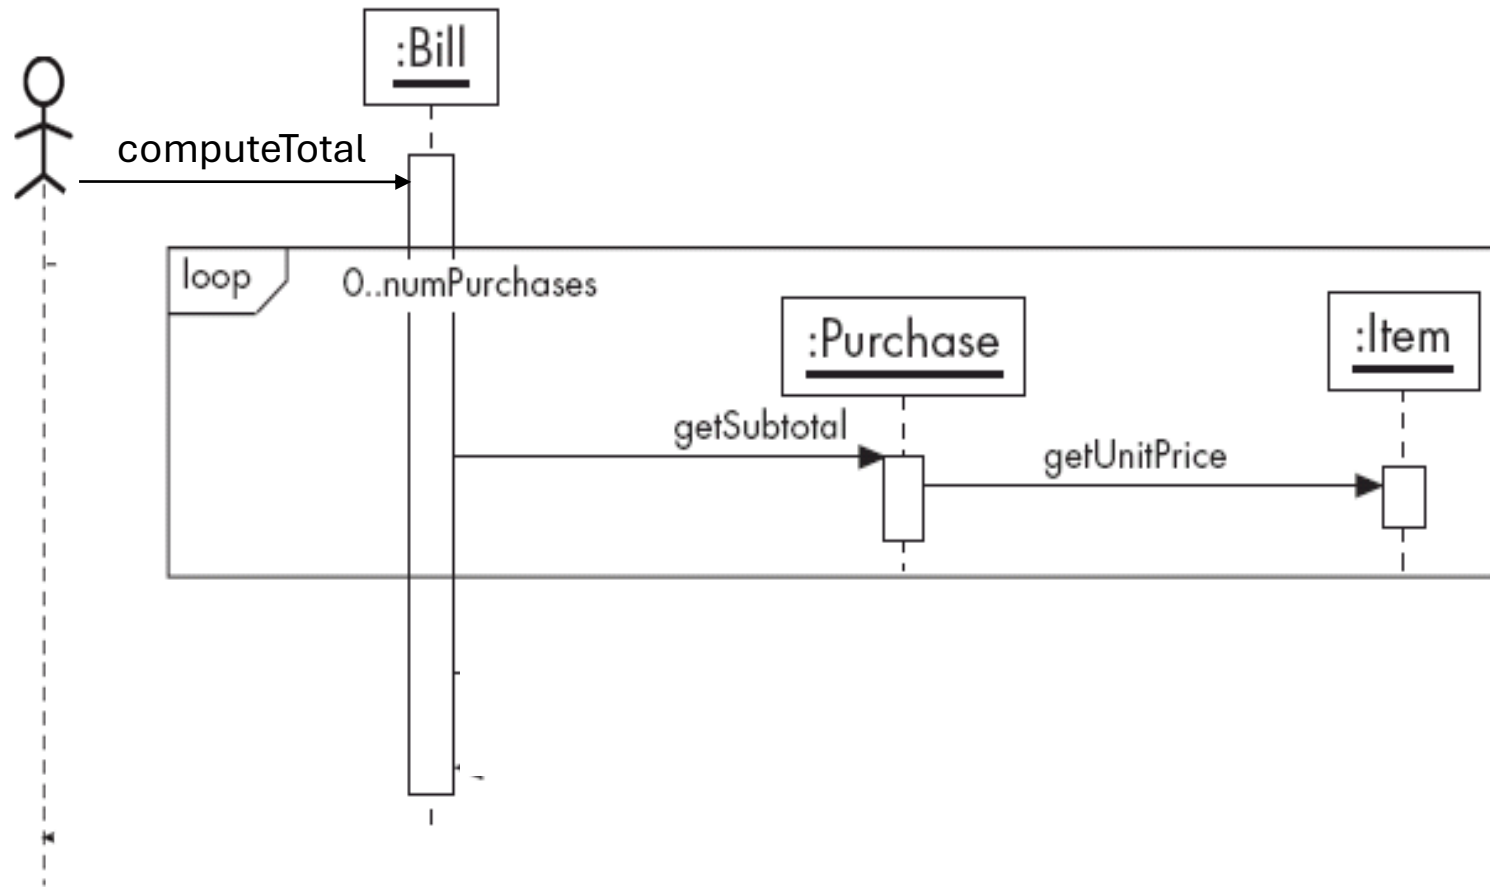 :Bill
computeTotal
loop
0..numPurchases
:Purchase
:Item
getSubtotal
getUnitPrice